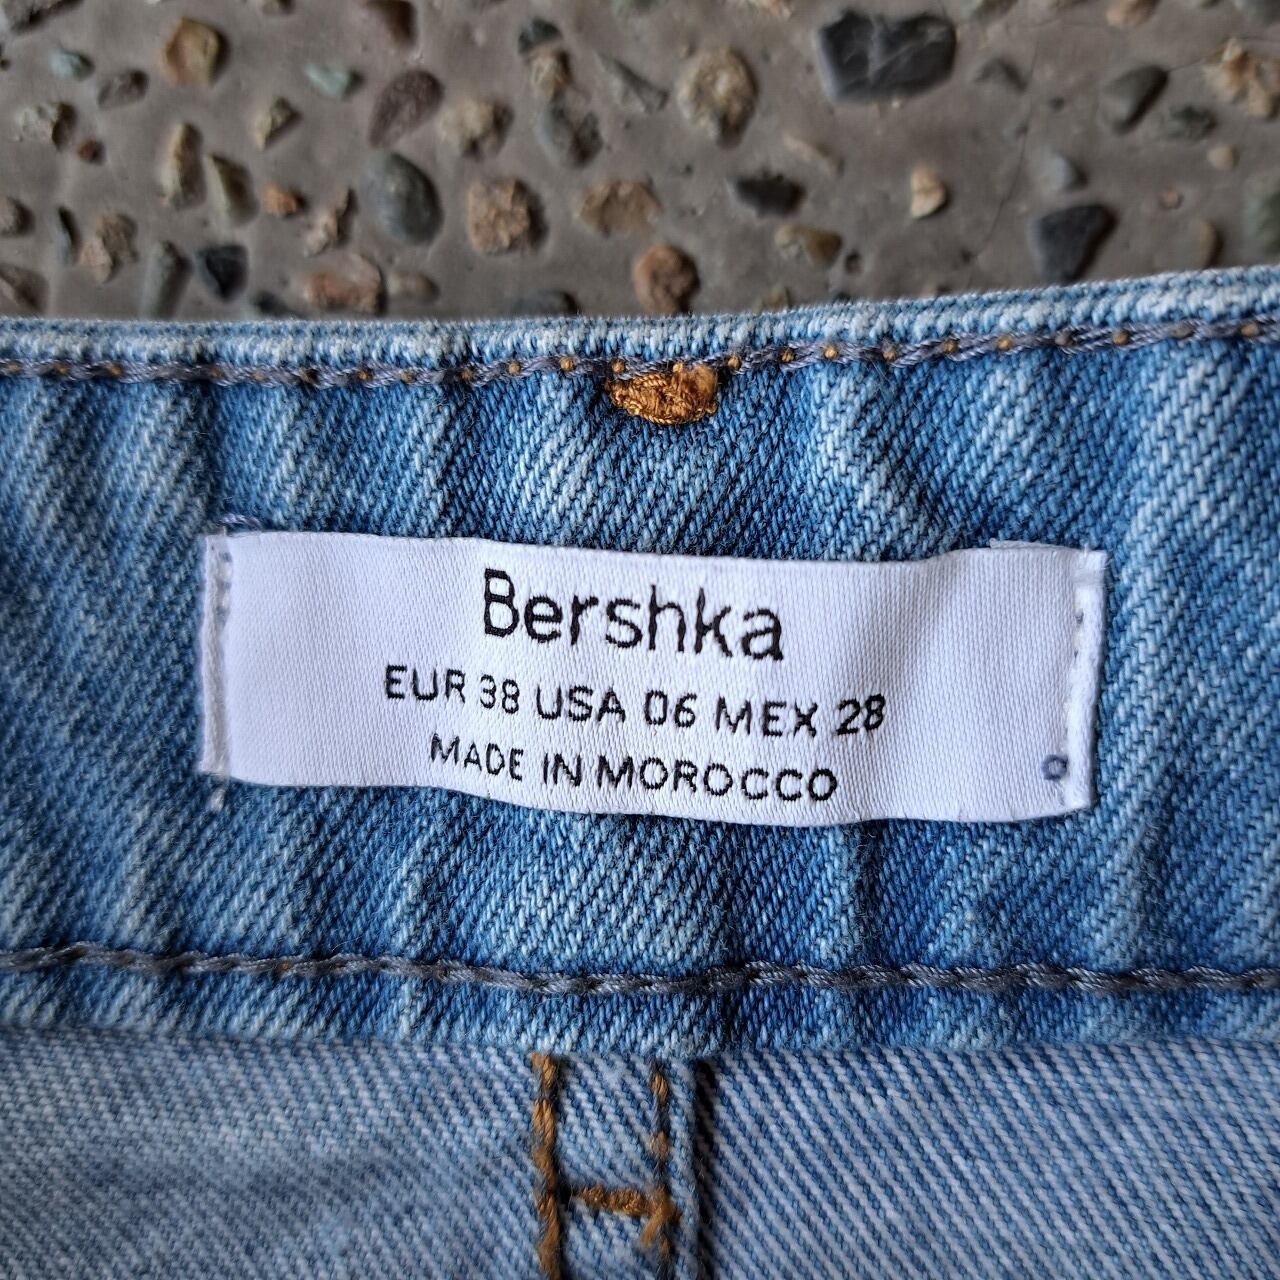 Bershka
EUR 38 USA 06 MEX 28
MADE IN MOROCCO